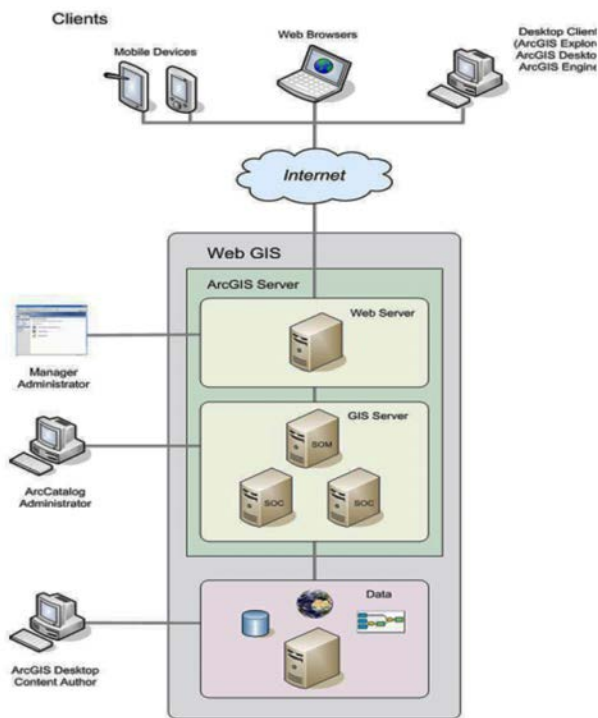 Clients
Mobile Devices
Web Browsers
Desktop Client
(ArcGIS Explore
ArcGIS Deskto
ArcGIS Engine
Internet
Web GIS
ArcGIS Server
Web Server
Manager
Administrator
GIS Server
SOM
SOC
SOC
ArcCatalog
Administrator
Data
ArcGIS Desktop
Content Author